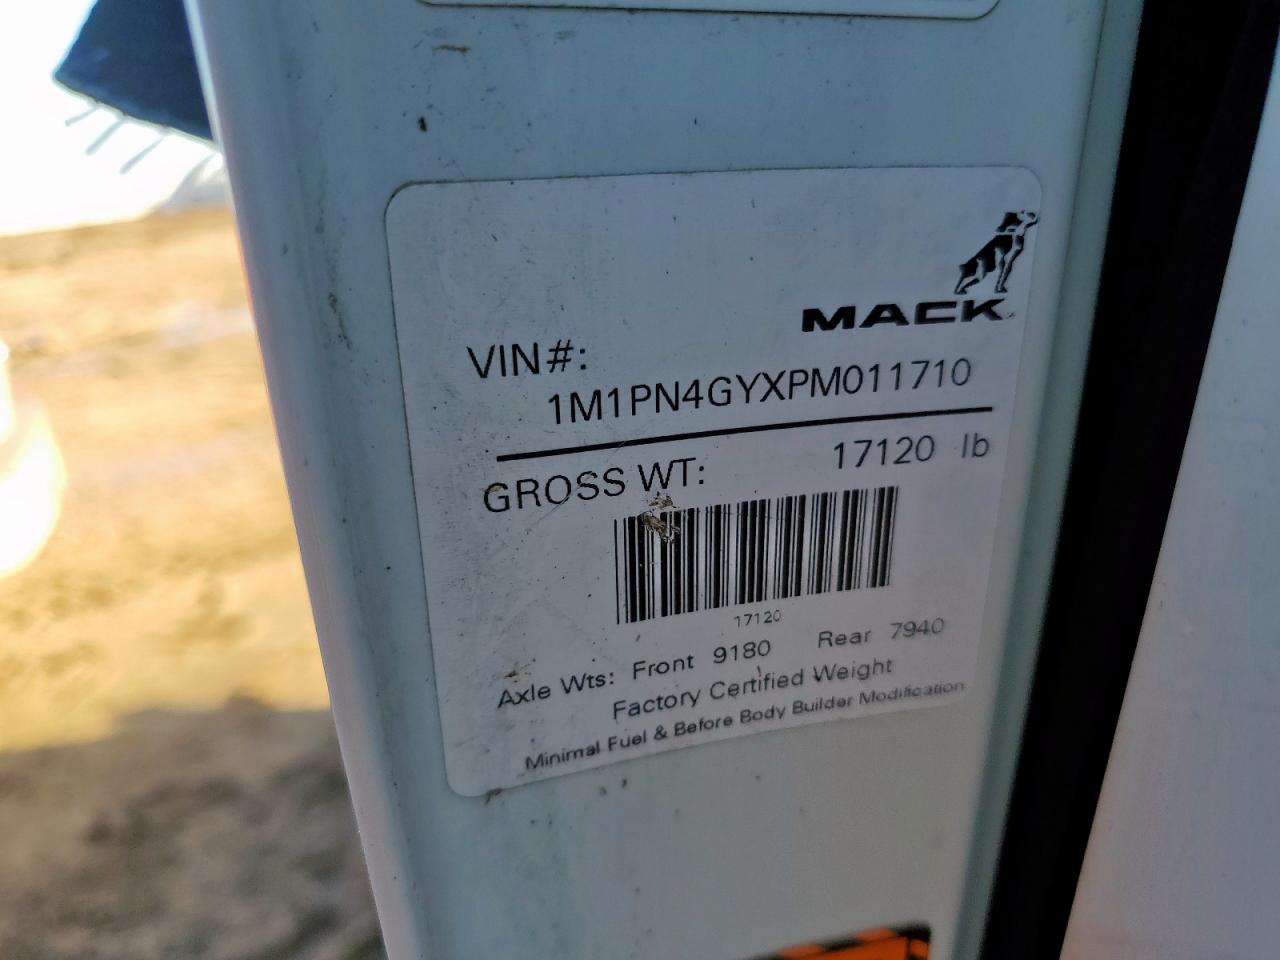 MACK
VIN#:
1M1PN4GYXPM011710
GROSS WT: 17120 lb
17120
Axle Wts: Front 9180 Rear 7940
Factory Certified Weight
Minimal Fuel & Before Body Builder Modification